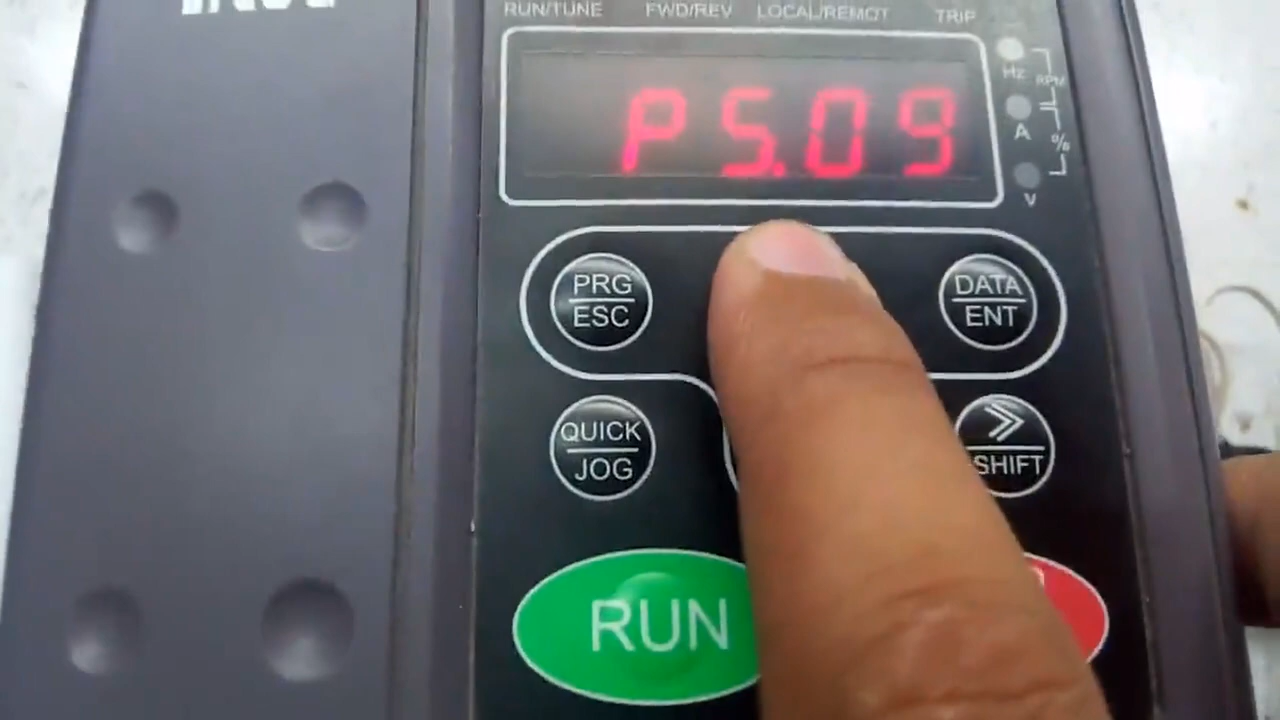 RUN/TUNE FWD/REV LOCAL/REMOT TRIP
P5.09
Hz
RPM
A
%
V
PRG
ESC
DATA
ENT
QUICK
JOG
SHIFT
RUN